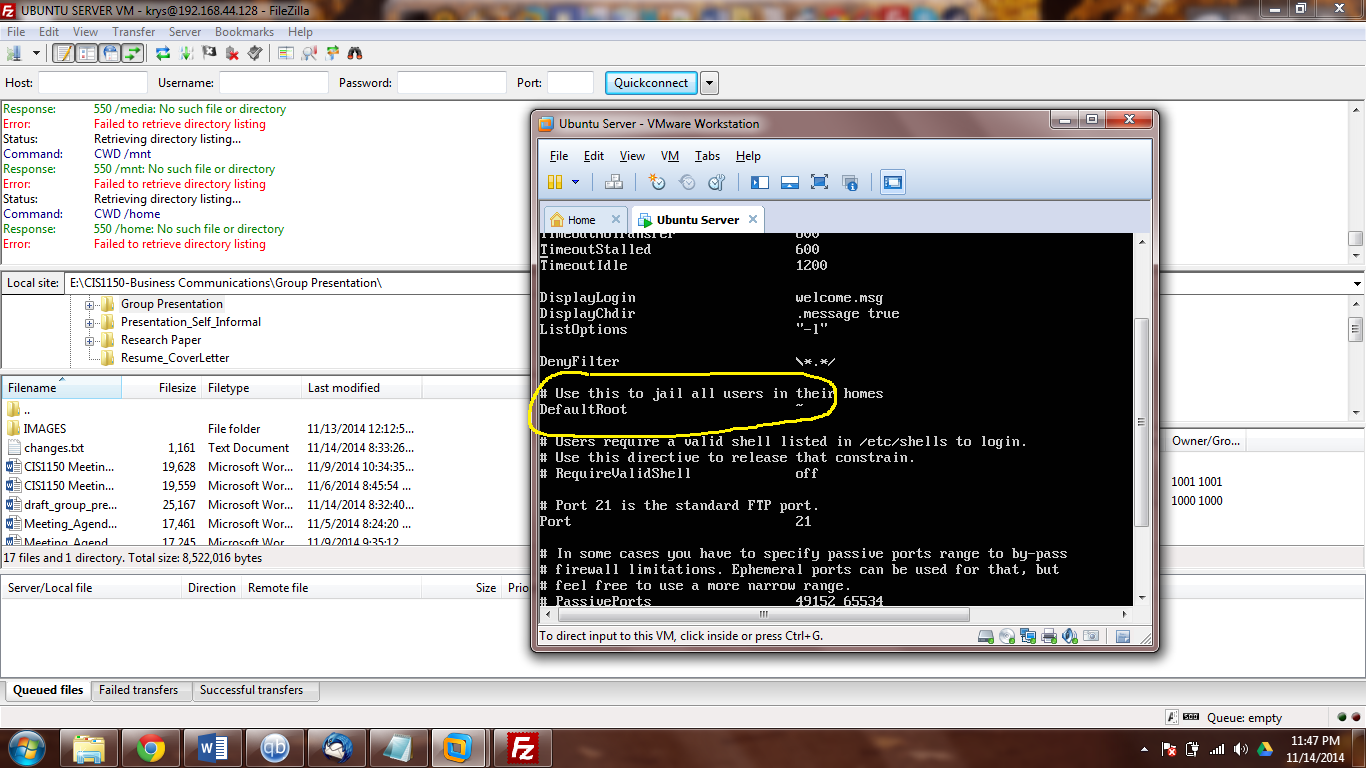 UBUNTU SERVER VM - krys@192.168.44.128 - FileZilla
File Edit View Transfer Server Bookmarks Help
Host: Username: Password: Port: Quickconnect
Response: 550 /media: No such file or directory
Error: Failed to retrieve directory listing
Status: Retrieving directory listing...
Command: CWD /mnt
Response: 550 /mnt: No such file or directory
Error: Failed to retrieve directory listing
Status: Retrieving directory listing...
Command: CWD /home
Response: 550 /home: No such file or directory
Error: Failed to retrieve directory listing
Local site: E:\CIS1150-Business Communications\Group Presentation\
Group Presentation
Presentation_Self_Informal
Research Paper
Resume_CoverLetter
Filename Filesize Filetype Last modified
..
IMAGES File folder 11/13/2014 12:12:5...
changes.txt 1,161 Text Document 11/14/2014 8:33:26...
CIS1150 Meetin... 19,628 Microsoft Wor... 11/9/2014 10:34:35...
CIS1150 Meetin... 19,559 Microsoft Wor... 11/6/2014 8:45:54 ...
draft_group_pre... 25,167 Microsoft Wor... 11/14/2014 8:32:40...
Meeting_Agend... 17,461 Microsoft Wor... 11/5/2014 8:24:20 ...
Meeting_Agend... 17,245 Microsoft Wor... 11/9/2014 9:35:12 ...
17 files and 1 directory. Total size: 8,522,016 bytes
Owner/Gro...
1001 1001
1000 1000
Server/Local file Direction Remote file Size Prio
Queued files Failed transfers Successful transfers
Queue: empty
Ubuntu Server - VMware Workstation
File Edit View VM Tabs Help
Home Ubuntu Server
TimeoutNoTransfer 600
TimeoutStalled 600
TimeoutIdle 1200
DisplayLogin welcome.msg
DisplayChdir .message true
ListOptions "-l"
DenyFilter \*.*/
# Use this to jail all users in their homes
DefaultRoot ~
# Users require a valid shell listed in /etc/shells to login.
# Use this directive to release that constrain.
# RequireValidShell off
# Port 21 is the standard FTP port.
Port 21
# In some cases you have to specify passive ports range to by-pass
# firewall limitations. Ephemeral ports can be used for that, but
# feel free to use a more narrow range.
# PassivePorts 49152 65534
To direct input to this VM, click inside or press Ctrl+G.
11:47 PM
11/14/2014